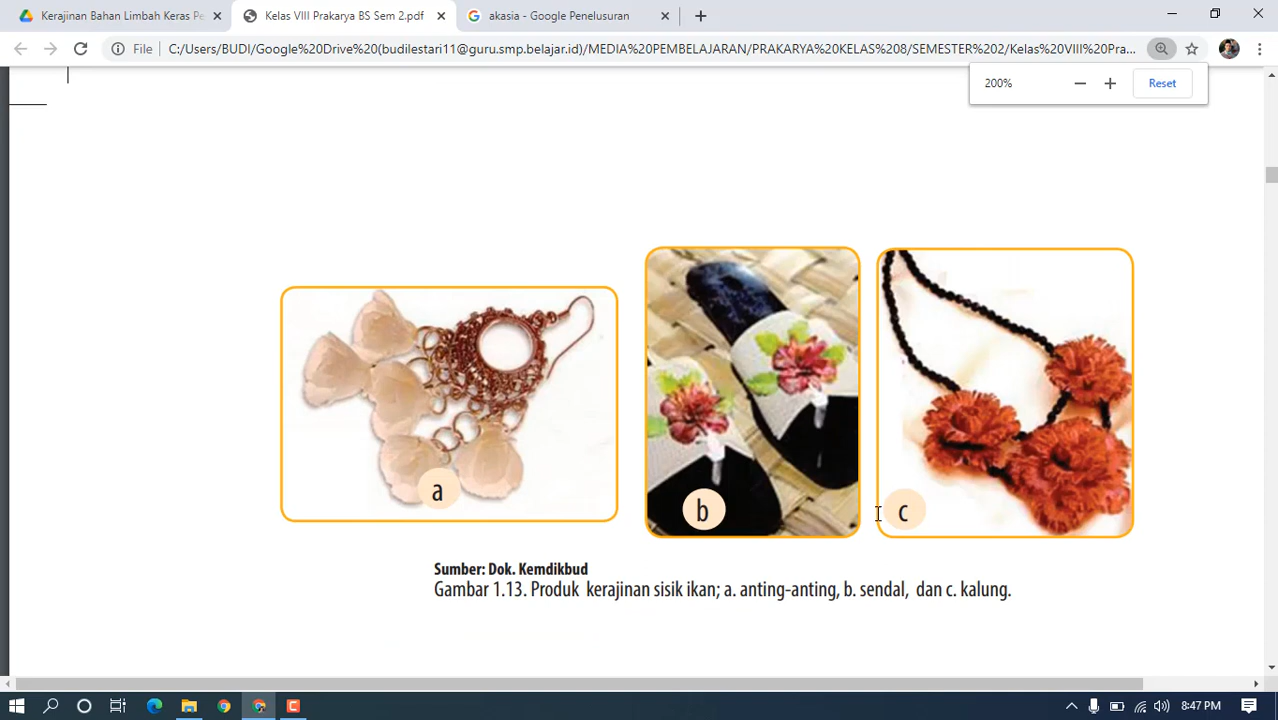 Kerajinan Bahan Limbah Keras Pe
Kelas VIII Prakarya BS Sem 2.pdf
akasia - Google Penelusuran
File
C:/Users/BUDI/Google%20Drive%20(budilestari11@guru.smp.belajar.id)/MEDIA%20PEMBELAJARAN/PRAKARYA%20KELAS%208/SEMESTER%202/Kelas%20VIII%20Pra...
200%
Reset
a
b
c
Sumber: Dok. Kemdikbud
Gambar 1.13. Produk kerajinan sisik ikan; a. anting-anting, b. sendal, dan c. kalung.
8:47 PM